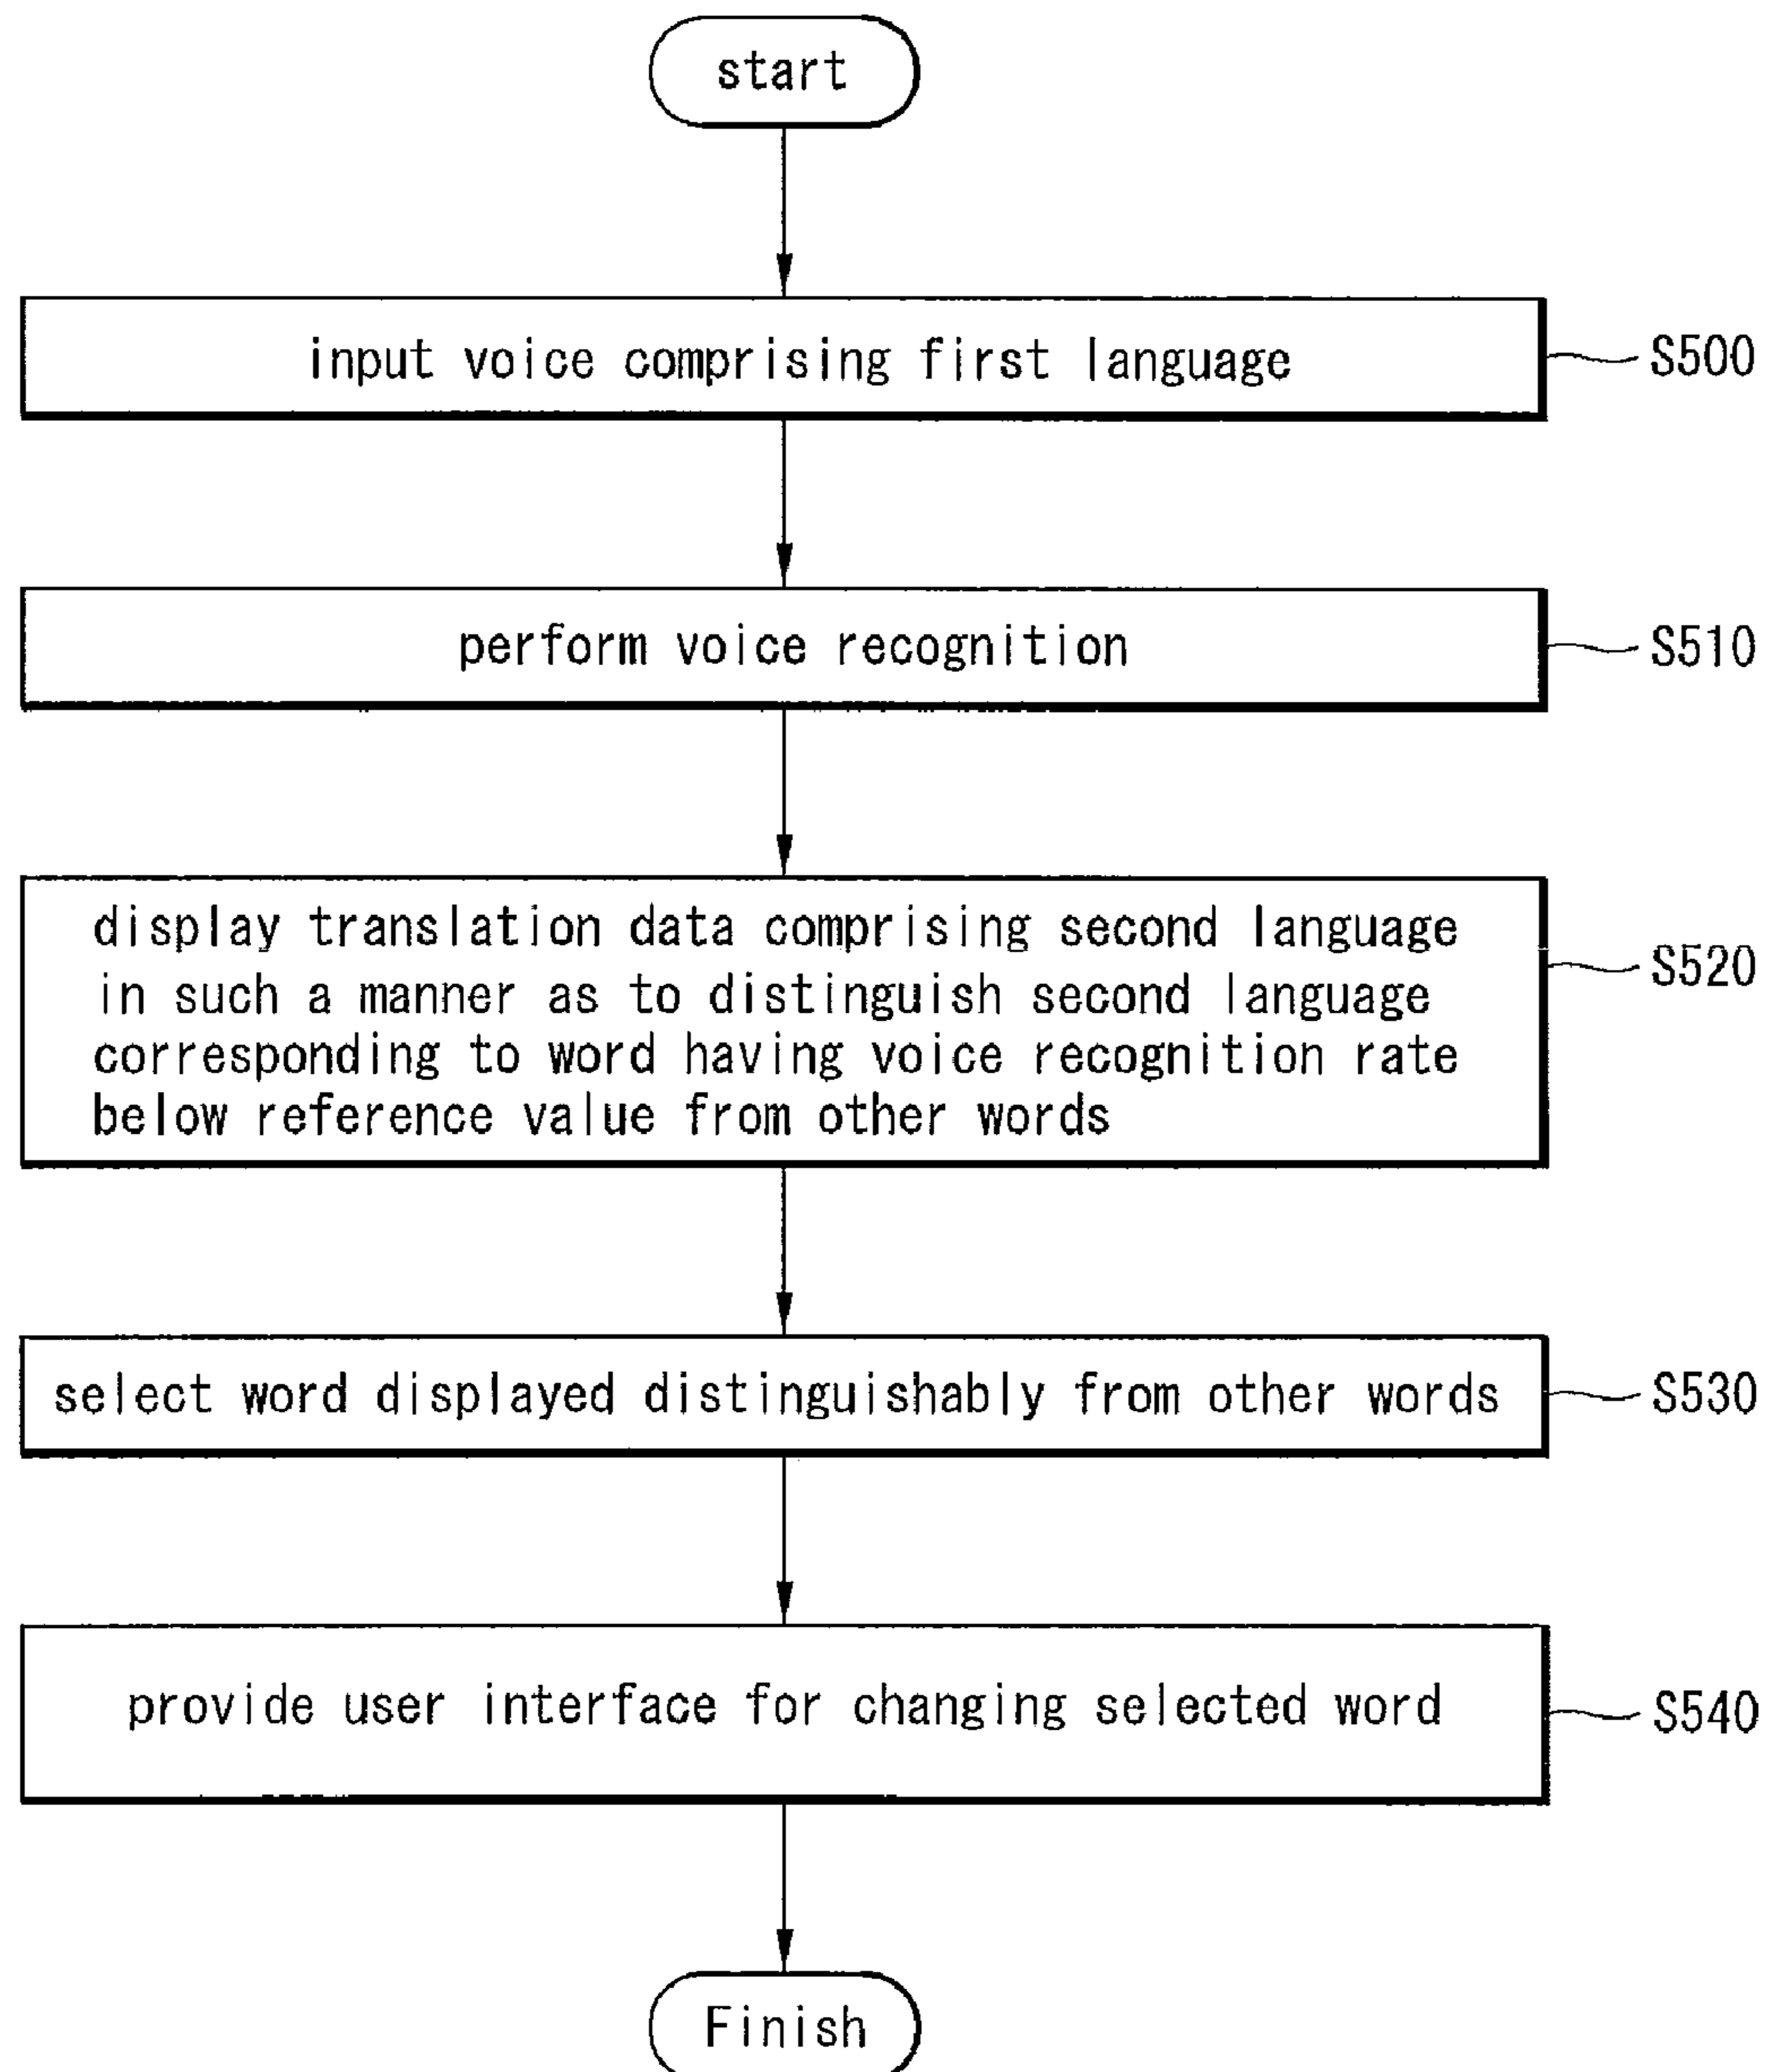 start
input voice comprising first language
S500
perform voice recognition
S510
display translation data comprising second language
in such a manner as to distinguish second language
corresponding to word having voice recognition rate
below reference value from other words
S520
select word displayed distinguishably from other words
S530
provide user interface for changing selected word
S540
Finish